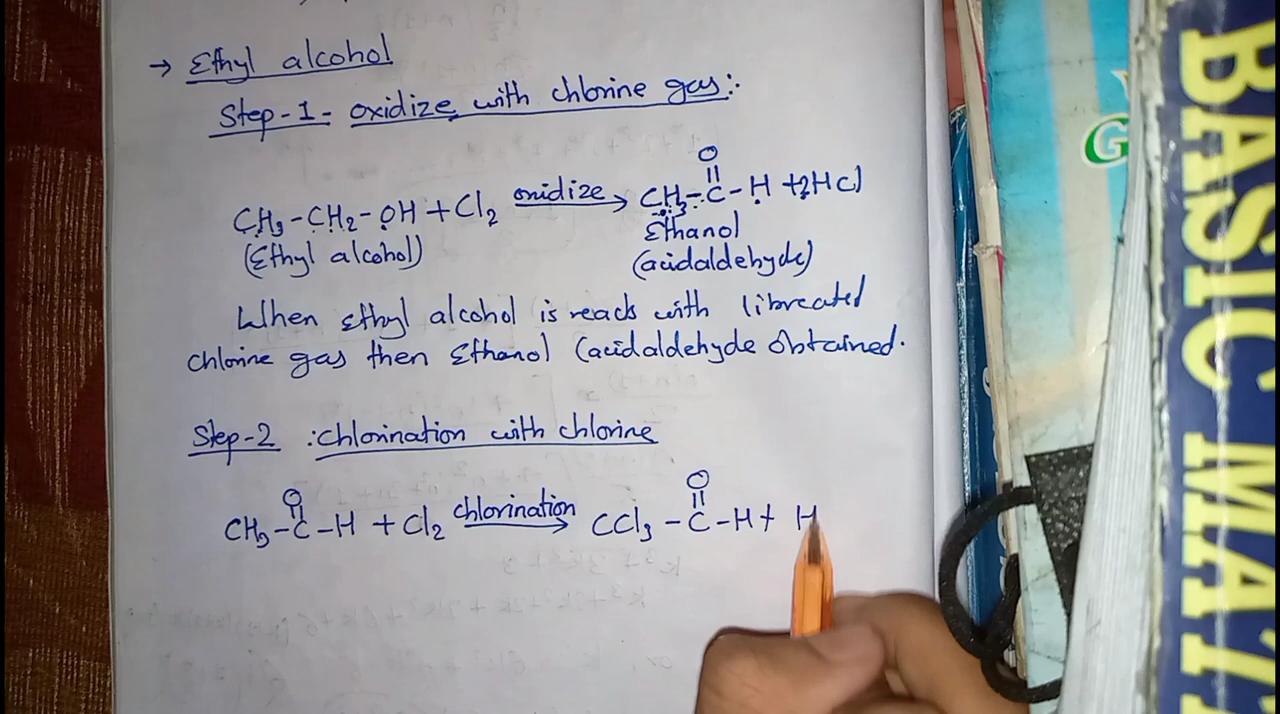 → Ethyl alcohol
Step-1- oxidize with chlorine gas:
O
CH3-CH2-OH + Cl2 oxidize → CH3-C-H + 2HCl
(Ethyl alcohol) Ethanol
(acidaldehyde)
When Ethyl alcohol is reacts with libreated
chlorine gas then Ethanol (acidaldehyde obtained.
Step-2 : chlorination with chlorine
O O
CH3-C-H + Cl2 chlorination → CCl3-C-H + H
G
BASIC MAT